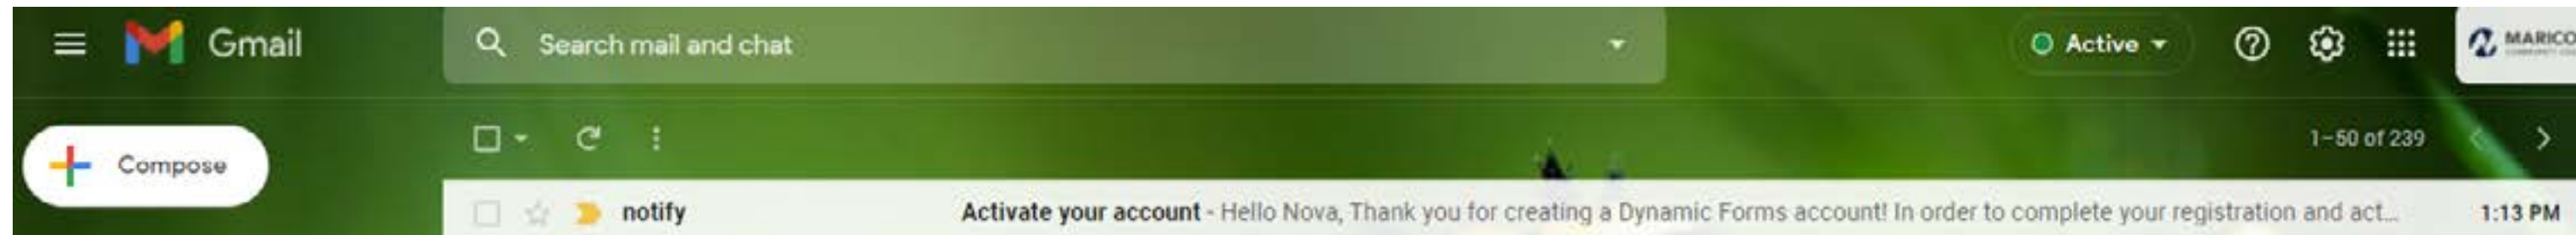 Gmail
Search mail and chat
Active
MARICO
1–50 of 239
Compose
notify Activate your account - Hello Nova, Thank you for creating a Dynamic Forms account! In order to complete your registration and act... 1:13 PM